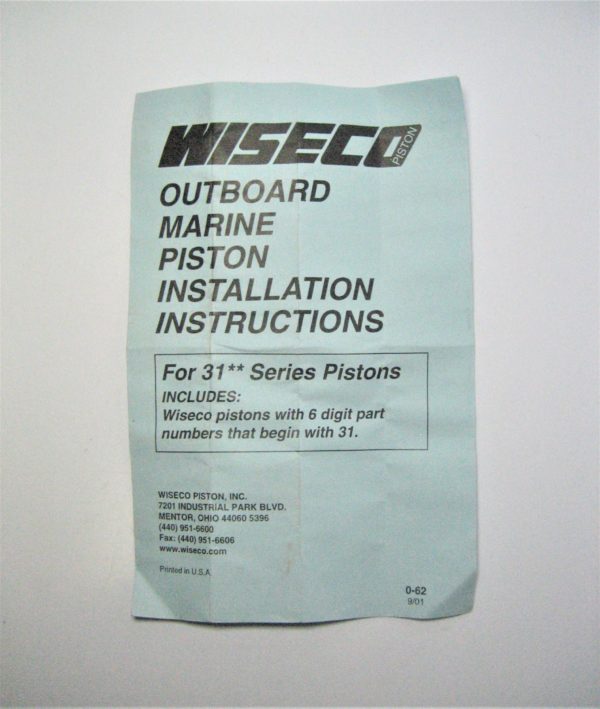 WISECO PISTON
OUTBOARD
MARINE
PISTON
INSTALLATION
INSTRUCTIONS
For 31** Series Pistons
INCLUDES:
Wiseco pistons with 6 digit part
numbers that begin with 31.
WISECO PISTON, INC.
7201 INDUSTRIAL PARK BLVD.
MENTOR, OHIO 44060 5396
(440) 951-6600
Fax: (440) 951-6606
www.wiseco.com
Printed in U.S.A.
0-62
9/01